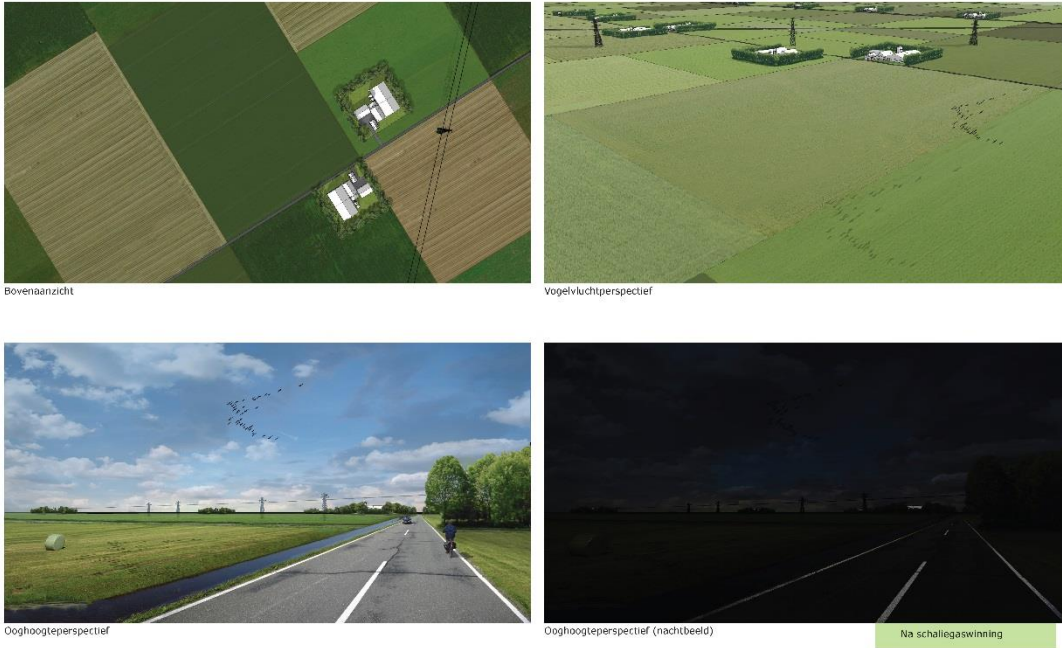 Bovenaanzicht
Vogelvluchtperspectief
Ooghoogteperspectief
Ooghoogteperspectief (nachtbeeld)
Na schaliegaswinning